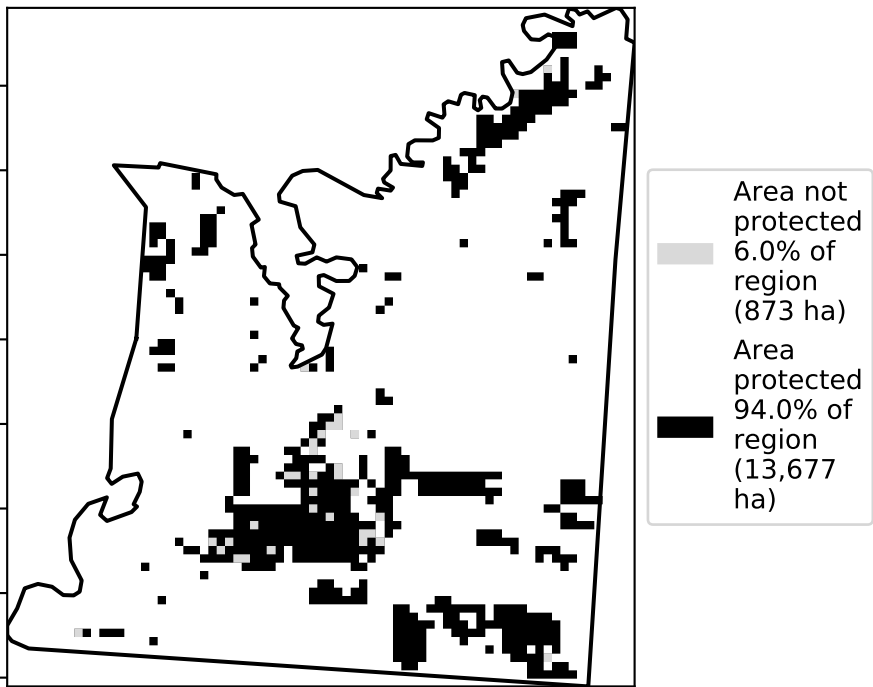 Area not
protected
6.0% of
region
(873 ha)
Area
protected
94.0% of
region
(13,677
ha)